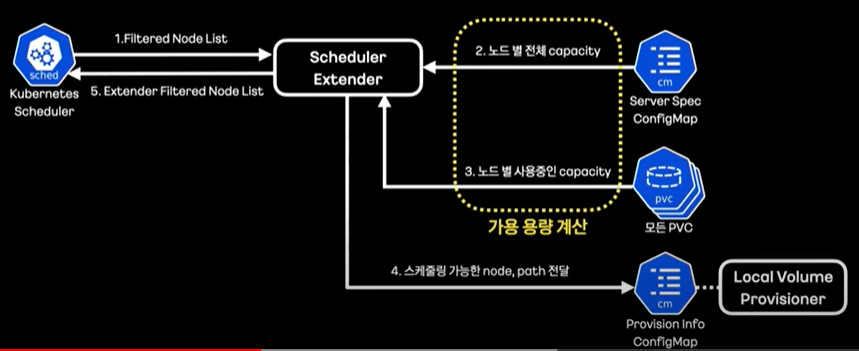 1.Filtered Node List
sched
Kubernetes
Scheduler
5. Extender Filtered Node List
Scheduler
Extender
2. 노드 별 전체 capacity
cm
Server Spec
ConfigMap
3. 노드 별 사용중인 capacity
pvc
모든 PVC
가용 용량 계산
4. 스케줄링 가능한 node, path 전달
cm
Provision Info
ConfigMap
Local Volume
Provisioner